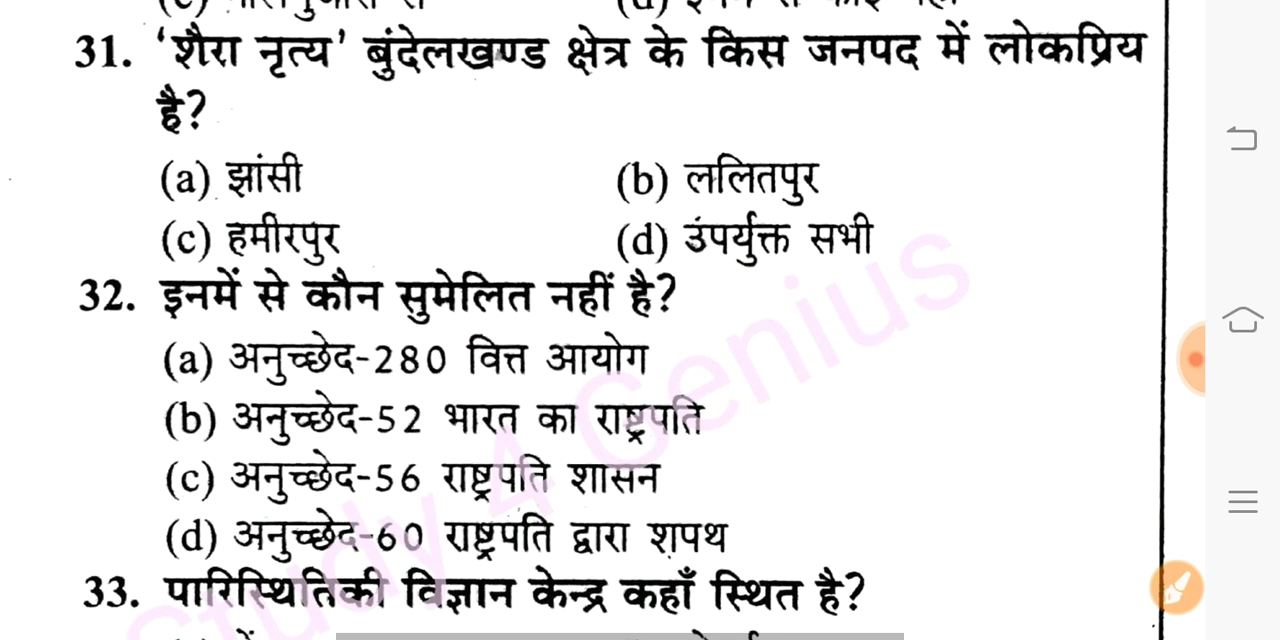 31. 'शैरा नृत्य' बुंदेलखण्ड क्षेत्र के किस जनपद में लोकप्रिय
है?
(a) झांसी (b) ललितपुर
(c) हमीरपुर (d) उंपर्युक्त सभी
32. इनमें से कौन सुमेलित नहीं है?
(a) अनुच्छेद-280 वित्त आयोग
(b) अनुच्छेद-52 भारत का राष्ट्रपति
(c) अनुच्छेद-56 राष्ट्रपति शासन
(d) अनुच्छेद-60 राष्ट्रपति द्वारा शपथ
33. पारिस्थितिकी विज्ञान केन्द्र कहाँ स्थित है?
Study 4 Genius